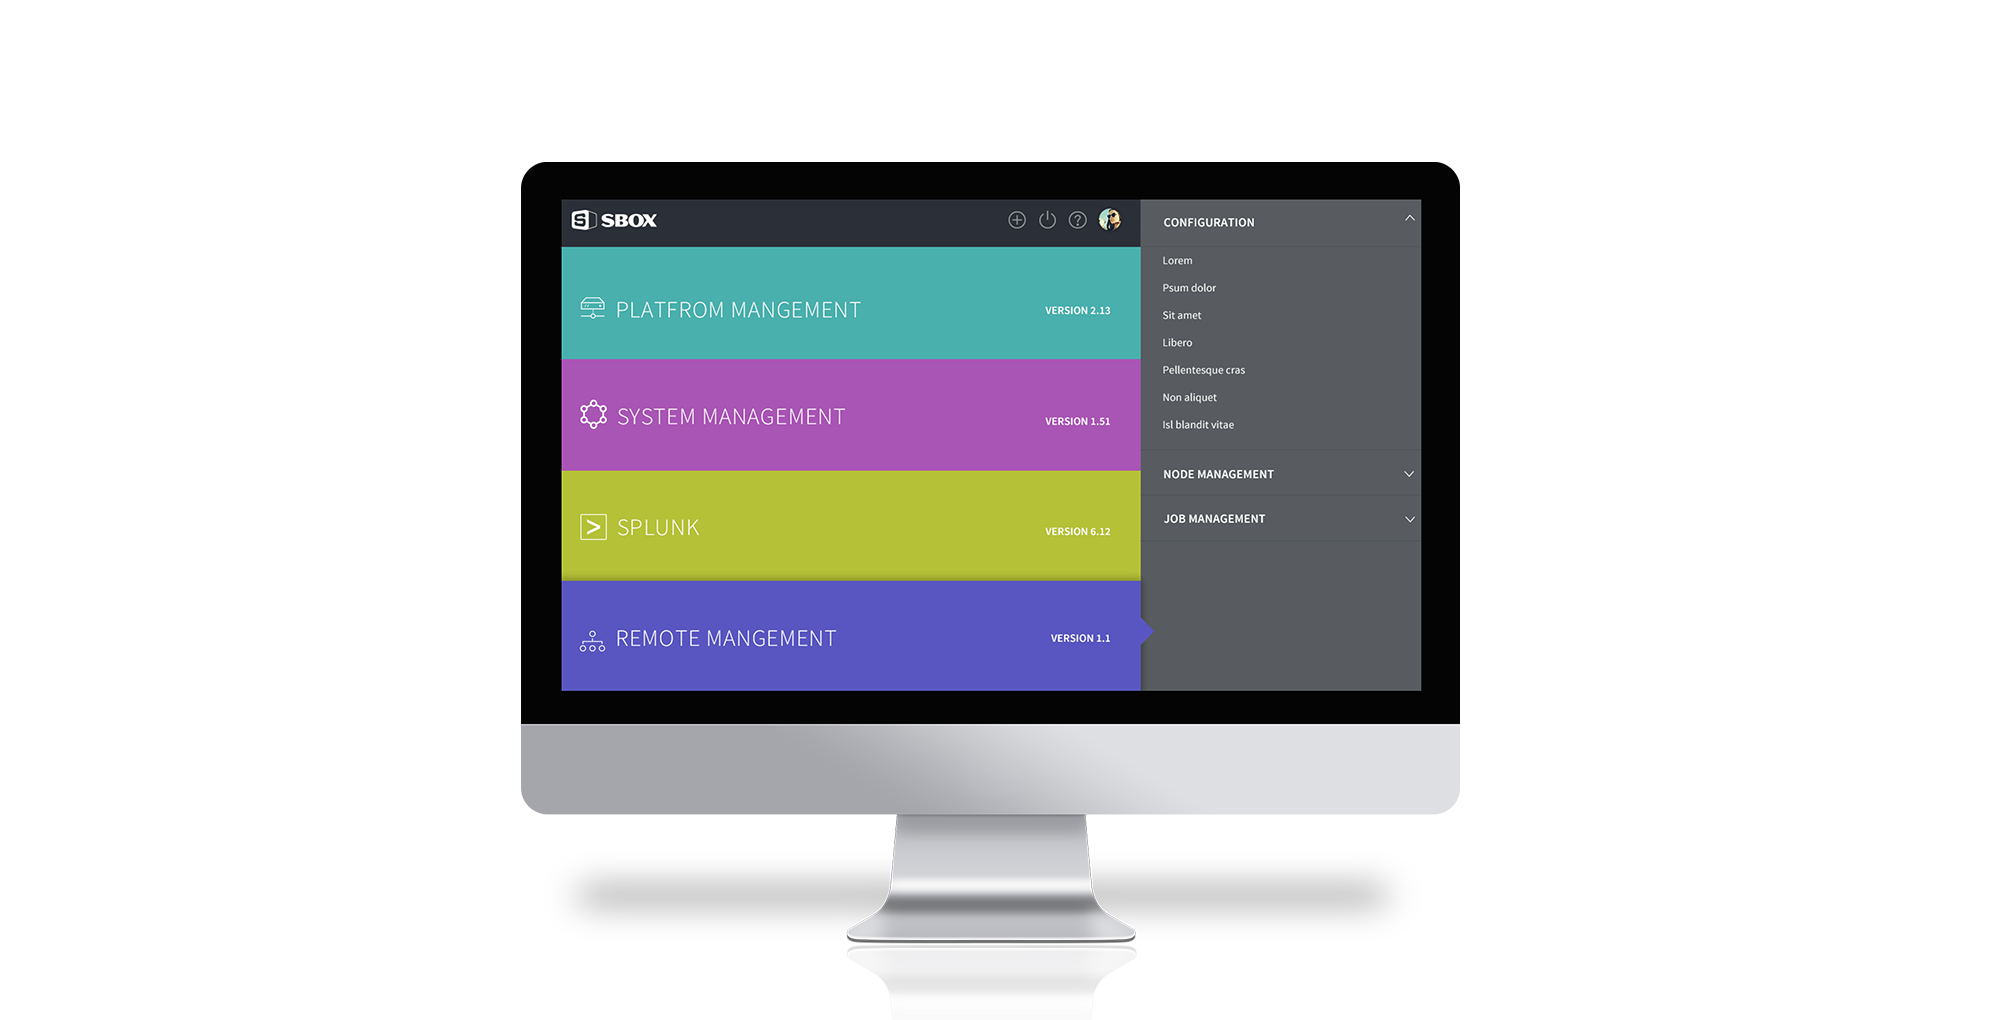 S SBOX
?
PLATFROM MANGEMENT
VERSION 2.13
SYSTEM MANAGEMENT
VERSION 1.51
> SPLUNK
VERSION 6.12
REMOTE MANGEMENT
VERSION 1.1
CONFIGURATION
Lorem
Psum dolor
Sit amet
Libero
Pellentesque cras
Non aliquet
Isl blandit vitae
NODE MANAGEMENT
JOB MANAGEMENT